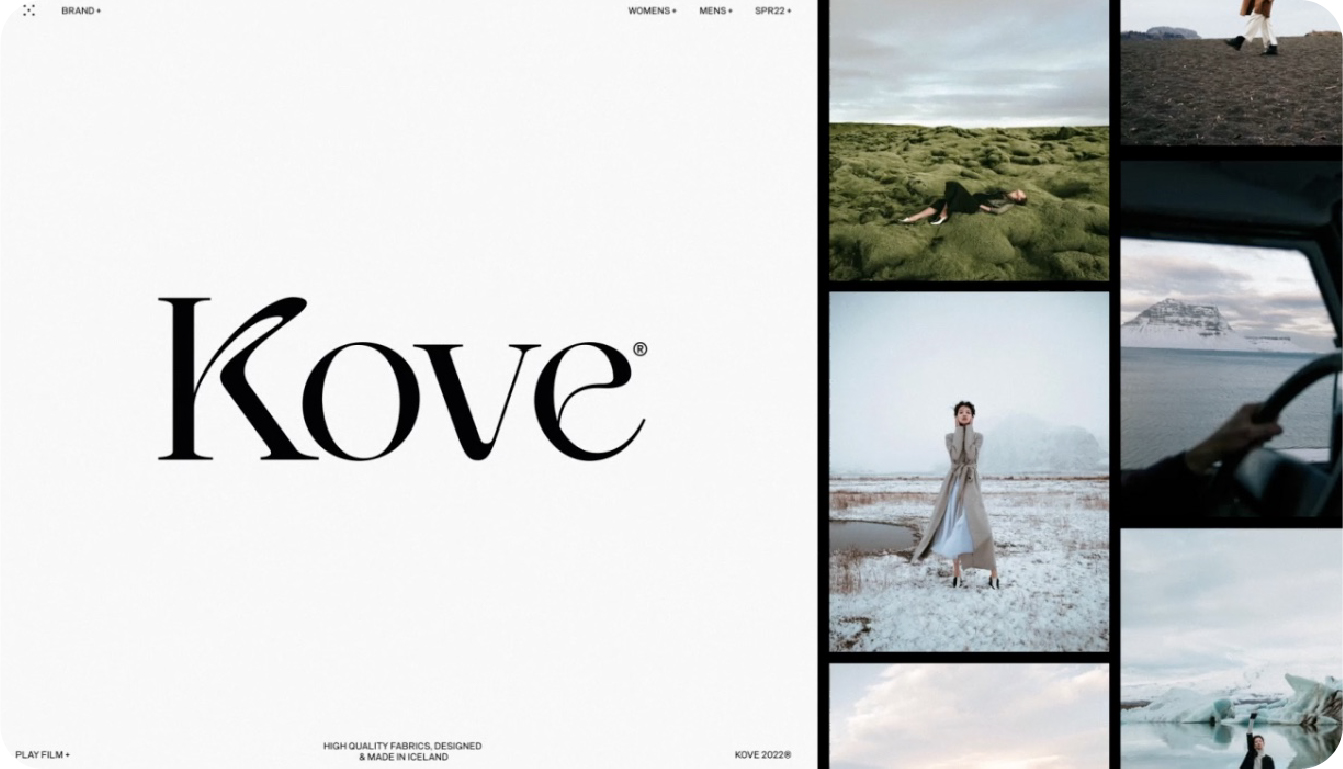 BRAND
WOMENS
MENS
SPR'22 +
Kove®
PLAY FILM +
HIGH QUALITY FABRICS, DESIGNED
& MADE IN ICELAND
KOVE 2022®